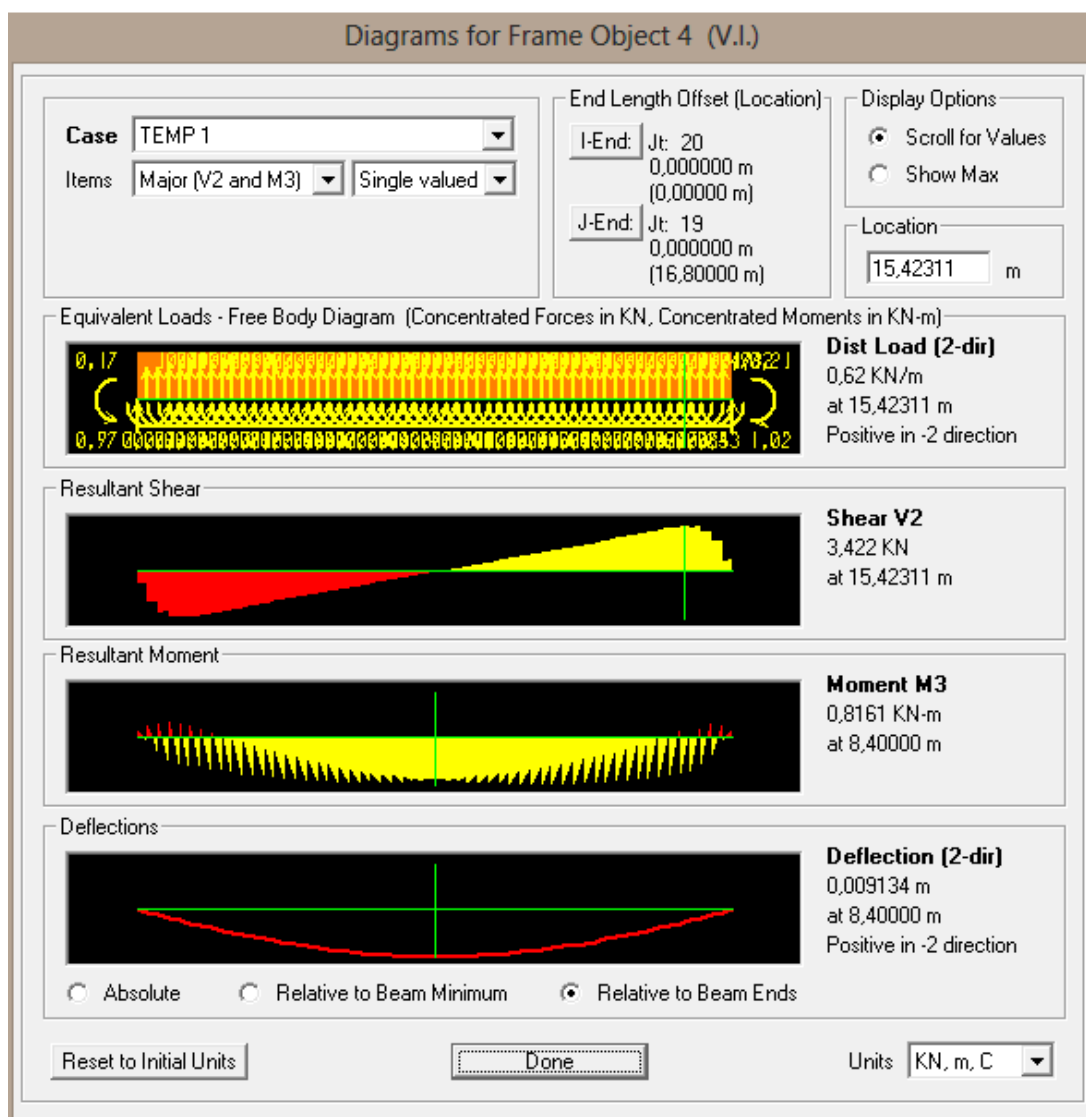 Diagrams for Frame Object 4 (V.I.)
Case TEMP 1
Items Major (V2 and M3) Single valued
End Length Offset (Location)
I-End: Jt: 20
0,000000 m
(0,00000 m)
J-End: Jt: 19
0,000000 m
(16,80000 m)
Display Options
Scroll for Values
Show Max
Location
15,42311 m
Equivalent Loads - Free Body Diagram (Concentrated Forces in KN, Concentrated Moments in KN-m)
0,17
0,97
1,02
Dist Load (2-dir)
0,62 KN/m
at 15,42311 m
Positive in -2 direction
Resultant Shear
Shear V2
3,422 KN
at 15,42311 m
Resultant Moment
Moment M3
0,8161 KN-m
at 8,40000 m
Deflections
Deflection (2-dir)
0,009134 m
at 8,40000 m
Positive in -2 direction
Absolute Relative to Beam Minimum Relative to Beam Ends
Reset to Initial Units Done Units KN, m, C